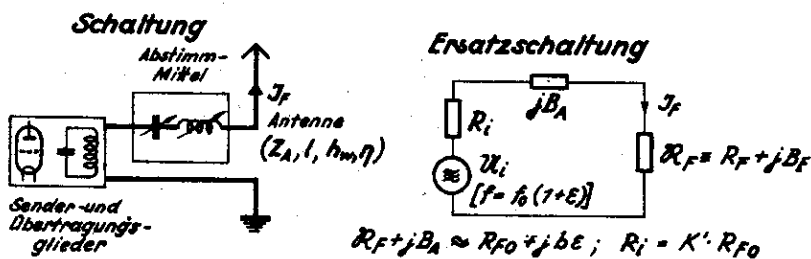 Schaltung
Abstimm-
Mittel
J_F
Antenne
(Z_A, l, h_w, η)
Sender-und
Übertragungs-
glieder
Ersatzschaltung
jB_A
J_F
R_i
𝔘_i
[f = f_0 (1+ε)]
ℜ_F ≡ R_F + jB_F
ℜ_F + jB_A ≈ R_F0 + jbε ; R_i = K'· R_F0